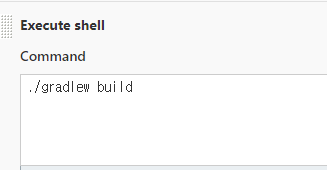 Execute shell
Command
./gradlew build